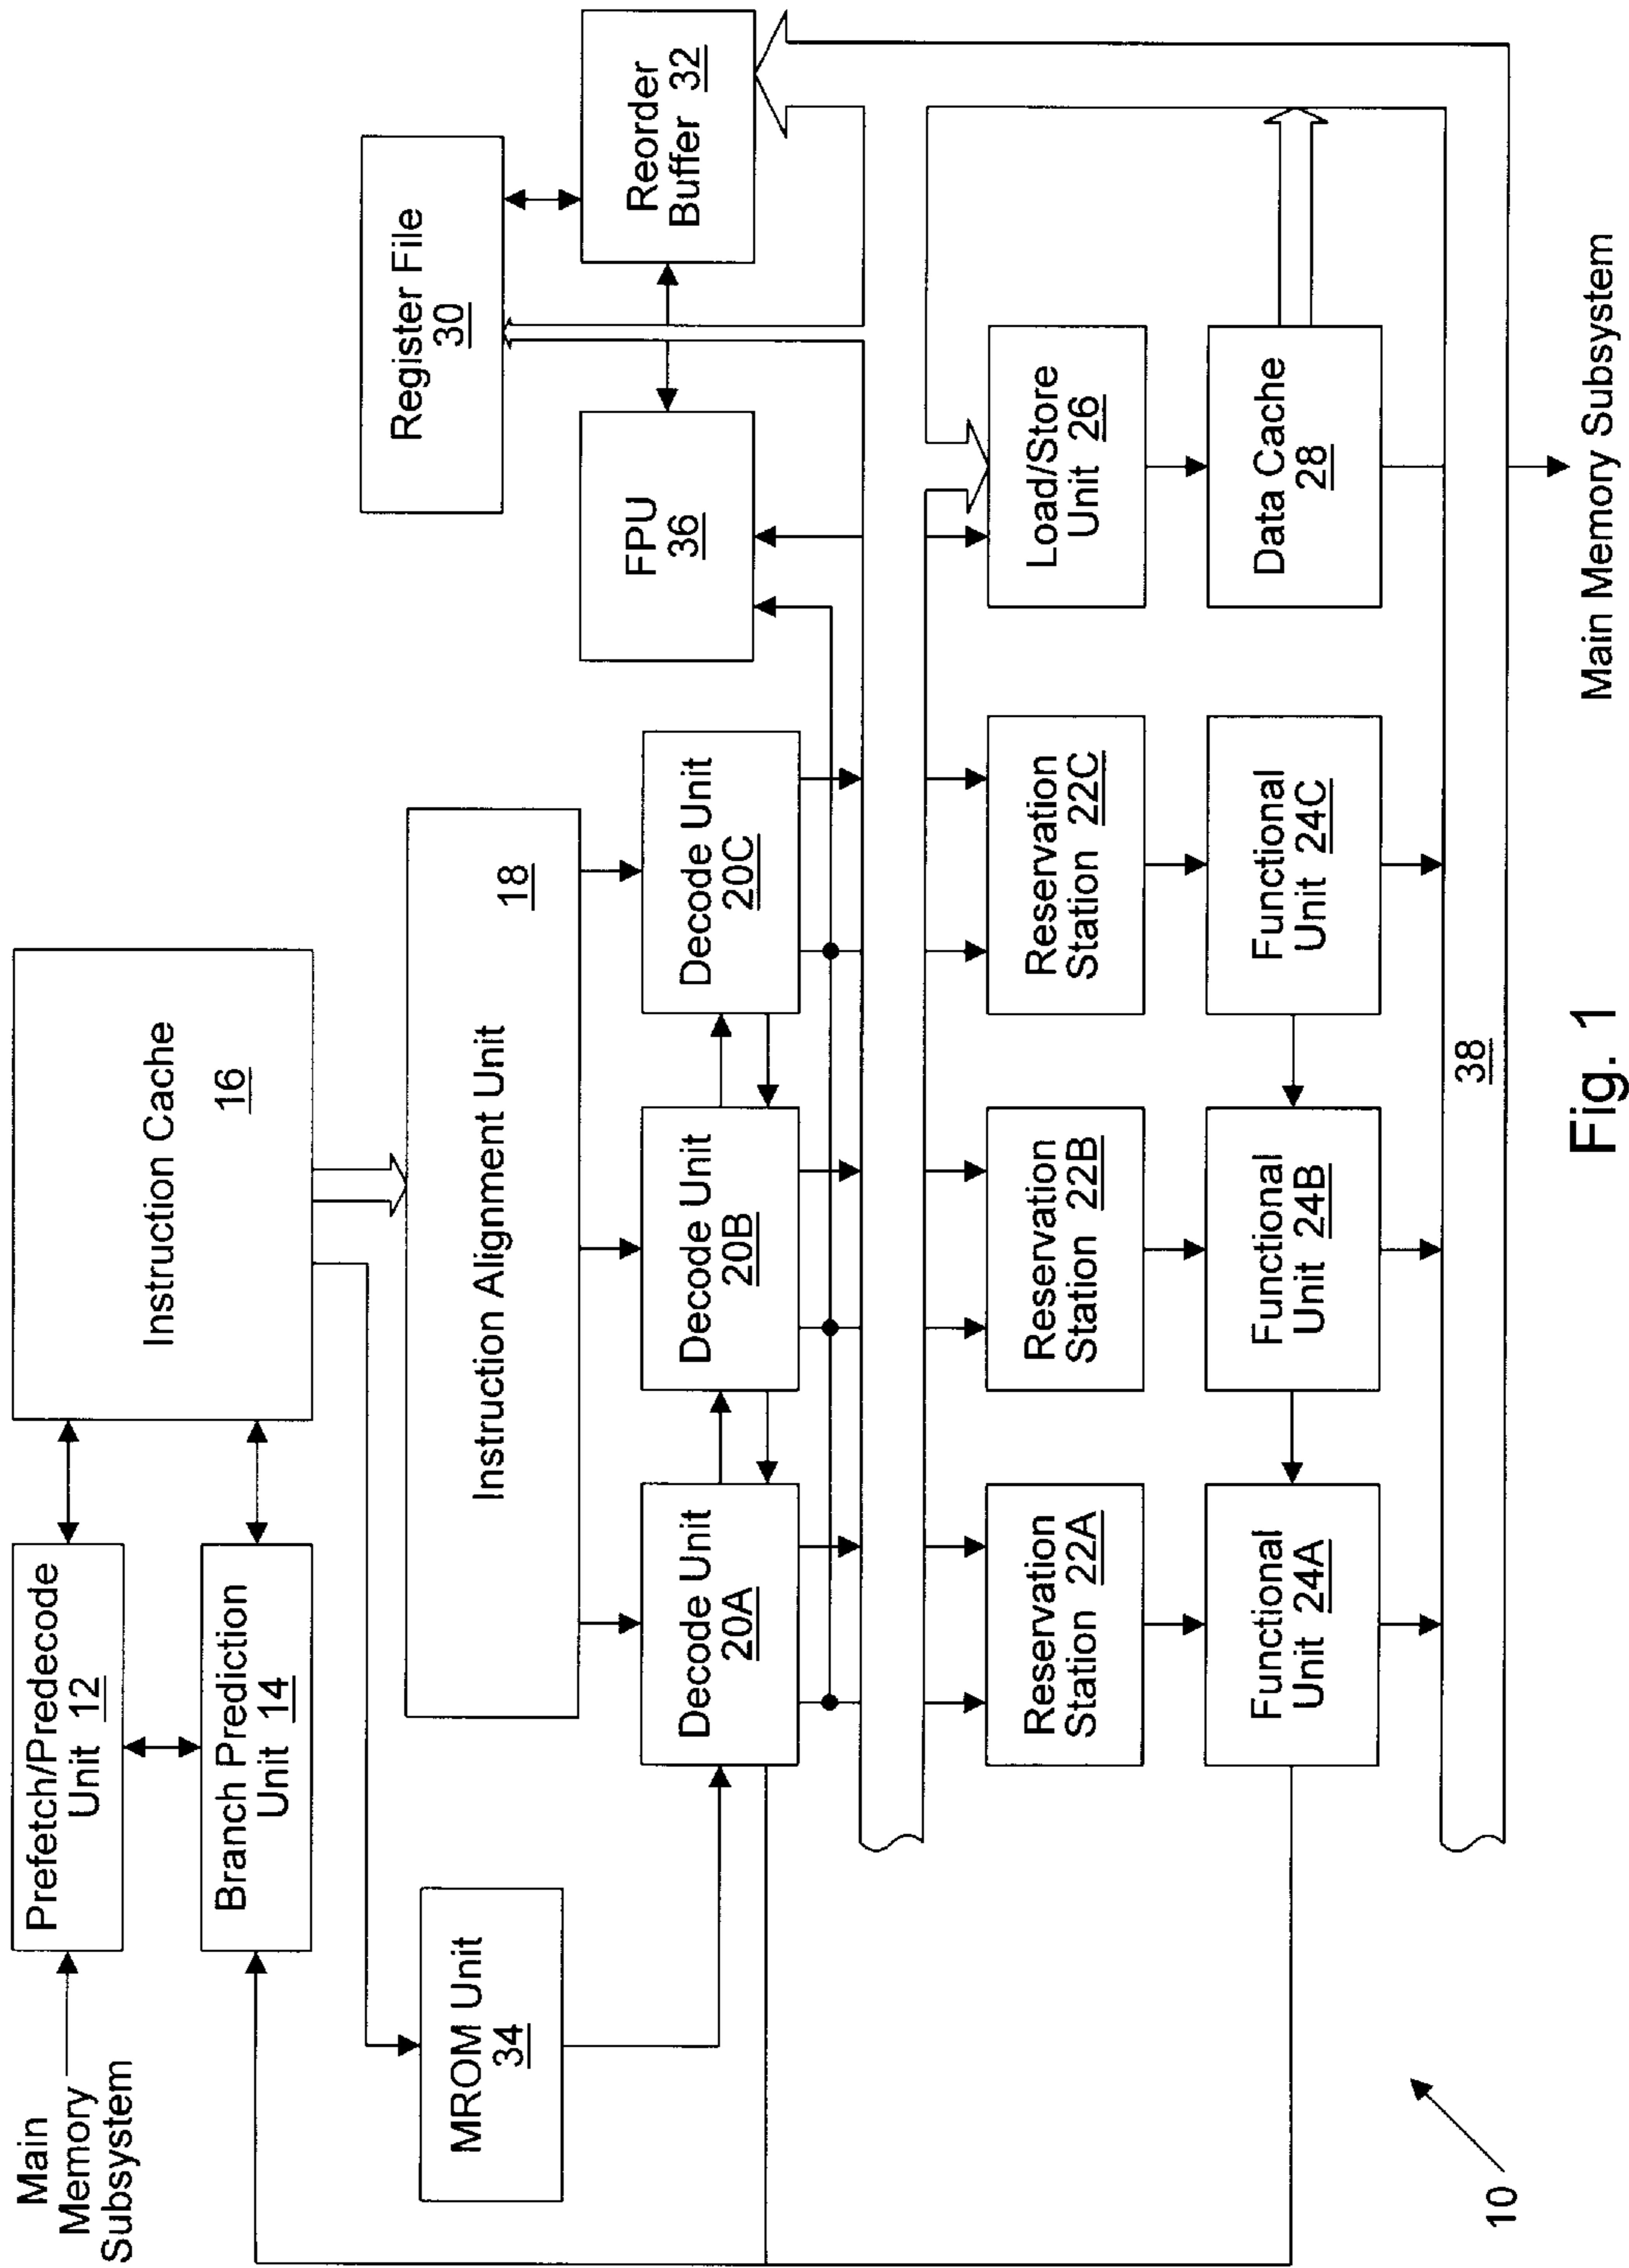 Main
Memory
Subsystem
Prefetch/Predecode
Unit 12
Branch Prediction
Unit 14
Instruction Cache
16
MROM Unit
34
Instruction Alignment Unit
18
Register File
30
Decode Unit
20A
Decode Unit
20B
Decode Unit
20C
FPU
36
Reorder
Buffer 32
Reservation
Station 22A
Reservation
Station 22B
Reservation
Station 22C
Load/Store
Unit 26
Functional
Unit 24A
Functional
Unit 24B
Functional
Unit 24C
Data Cache
28
38
10
Main Memory Subsystem
Fig. 1